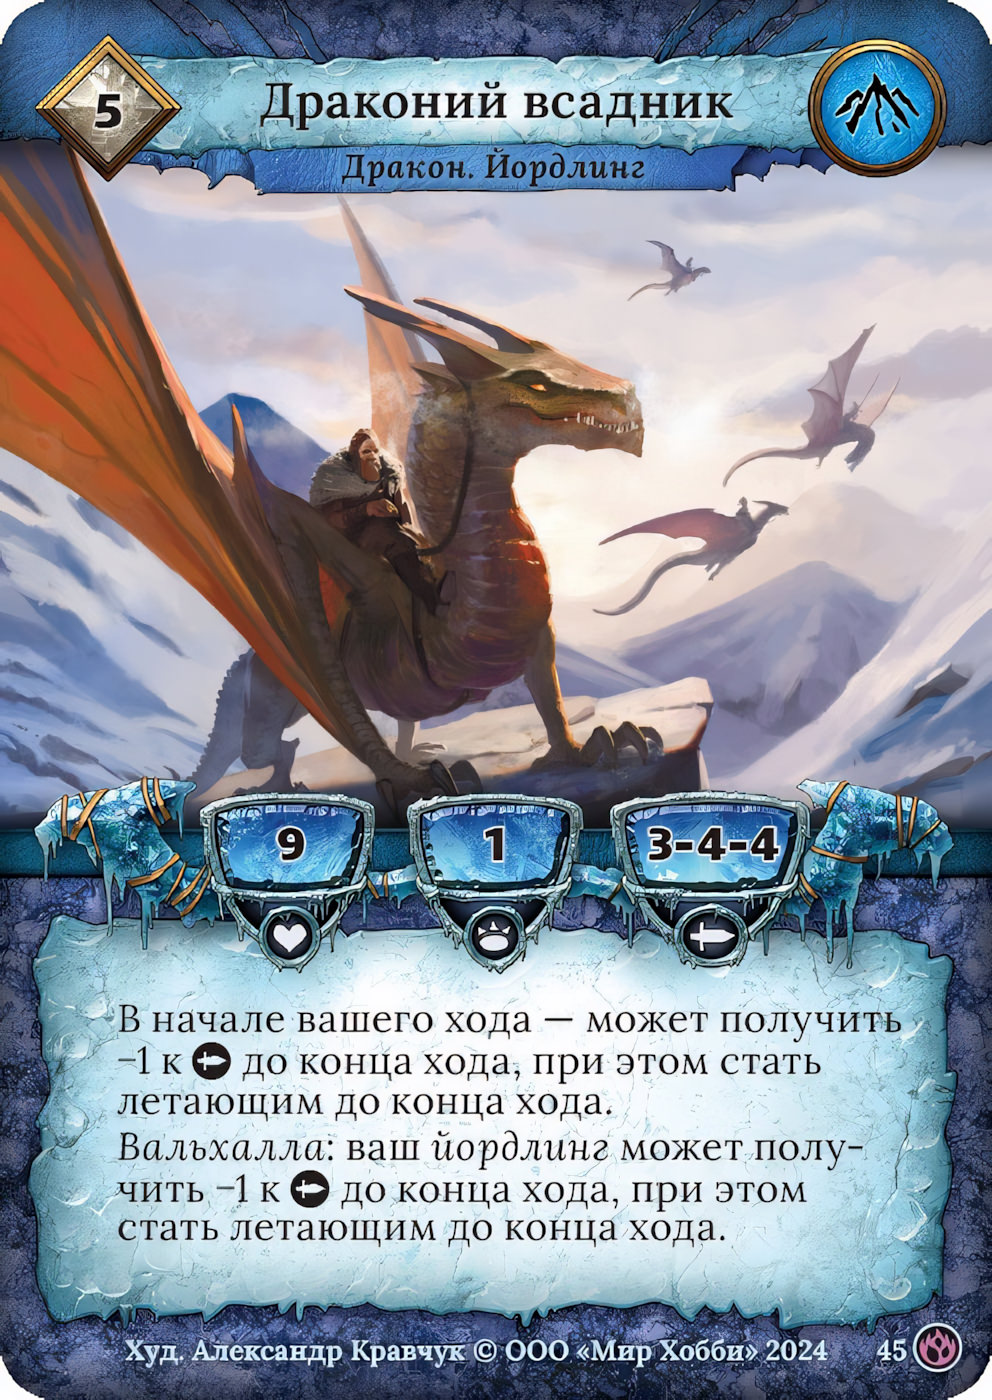 5
Драконий всадник
Дракон. Йордлинг
9
1
3-4-4
В начале вашего хода — может получить
−1 к до конца хода, при этом стать
летающим до конца хода.
Вальхалла: ваш йордлинг может полу-
чить −1 к до конца хода, при этом
стать летающим до конца хода.
Худ. Александр Кравчук © ООО «Мир Хобби» 2024
45